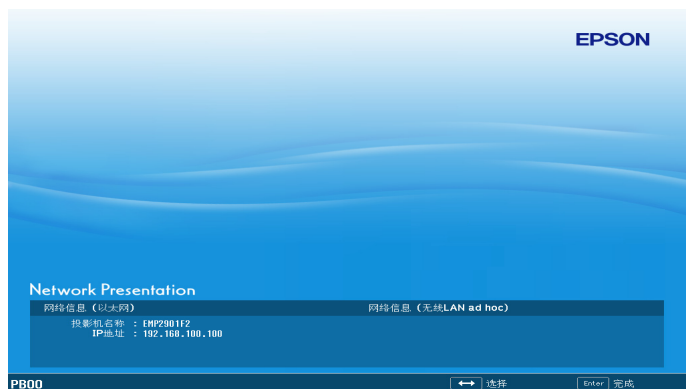 EPSON
Network Presentation
网络信息 (以太网) 网络信息 (无线LAN ad hoc)
投影机名称 : EMP2901F2
IP地址 : 192.168.100.100
PB00 选择 Enter 完成